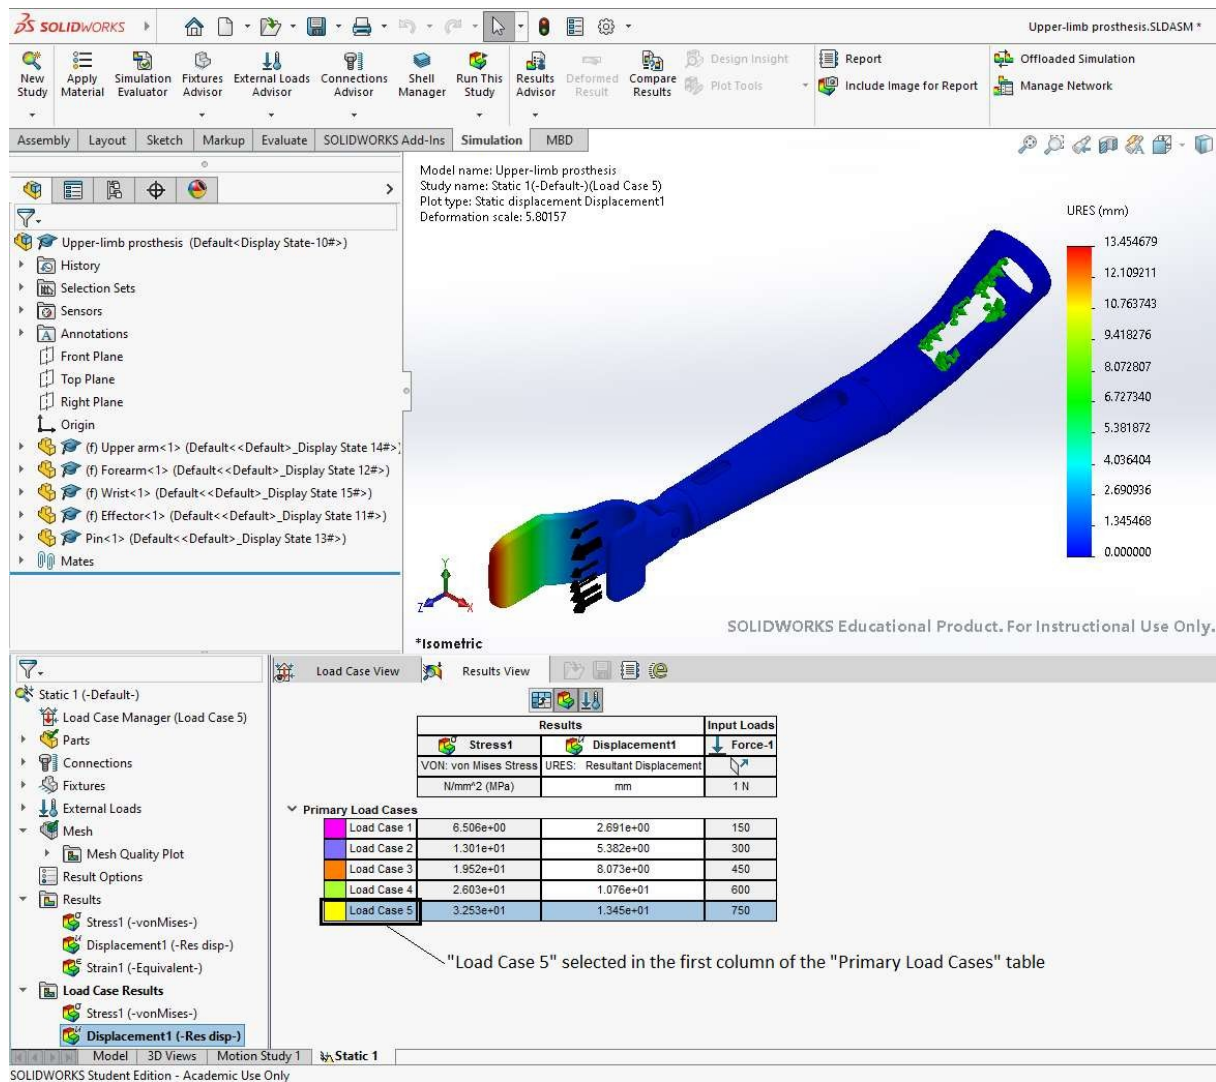 SOLIDWORKS
Upper-limb prosthesis.SLDASM *
New Study
Apply Material
Simulation Evaluator
Fixtures Advisor
External Loads Advisor
Connections Advisor
Shell Manager
Run This Study
Results Advisor
Deformed Result
Compare Results
Design Insight
Plot Tools
Report
Include Image for Report
Offloaded Simulation
Manage Network
Assembly Layout Sketch Markup Evaluate SOLIDWORKS Add-Ins Simulation MBD
Upper-limb prosthesis (Default<Display State-10#>)
History
Selection Sets
Sensors
Annotations
Front Plane
Top Plane
Right Plane
Origin
(f) Upper arm<1> (Default<<Default>_Display State 14#>)
(f) Forearm<1> (Default<<Default>_Display State 12#>)
(f) Wrist<1> (Default<<Default>_Display State 15#>)
(f) Effector<1> (Default<<Default>_Display State 11#>)
Pin<1> (Default<<Default>_Display State 13#>)
Mates
Model name: Upper-limb prosthesis
Study name: Static 1(-Default-)(Load Case 5)
Plot type: Static displacement Displacement1
Deformation scale: 5.80157
URES (mm)
13.454679
12.109211
10.763743
9.418276
8.072807
6.727340
5.381872
4.036404
2.690936
1.345468
0.000000
Y
Z X
SOLIDWORKS Educational Product. For Instructional Use Only.
*Isometric
Static 1 (-Default-)
Load Case Manager (Load Case 5)
Parts
Connections
Fixtures
External Loads
Mesh
Mesh Quality Plot
Result Options
Results
Stress1 (-vonMises-)
Displacement1 (-Res disp-)
Strain1 (-Equivalent-)
Load Case Results
Stress1 (-vonMises-)
Displacement1 (-Res disp-)
Load Case View Results View
Results Input Loads
Stress1 Displacement1 Force-1
VON: von Mises Stress URES: Resultant Displacement
N/mm^2 (MPa) mm 1 N
Primary Load Cases
Load Case 1 6.506e+00 2.691e+00 150
Load Case 2 1.301e+01 5.382e+00 300
Load Case 3 1.952e+01 8.073e+00 450
Load Case 4 2.603e+01 1.076e+01 600
Load Case 5 3.253e+01 1.345e+01 750
"Load Case 5" selected in the first column of the "Primary Load Cases" table
Model 3D Views Motion Study 1 Static 1
SOLIDWORKS Student Edition - Academic Use Only